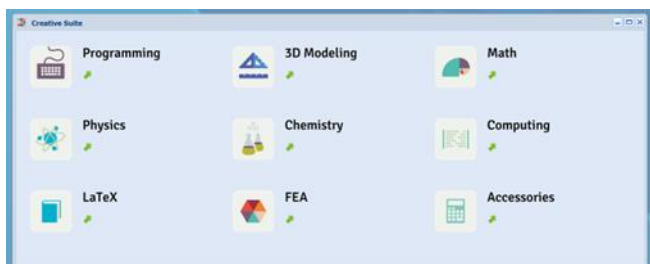 Creative Suite
Programming
3D Modeling
Math
Physics
Chemistry
Computing
LaTeX
FEA
Accessories